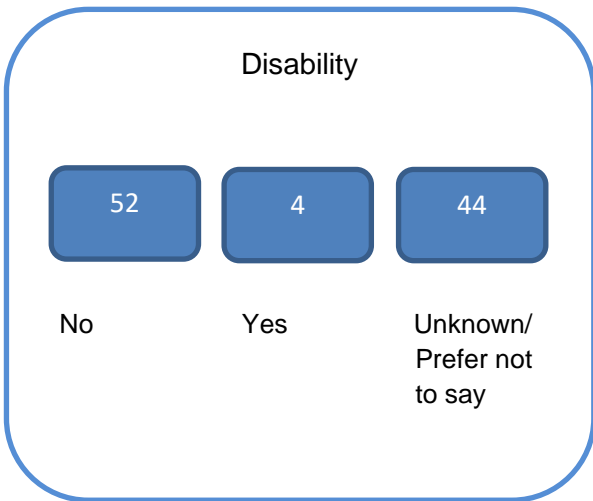 Disability
52 4 44
No Yes Unknown/
Prefer not
to say